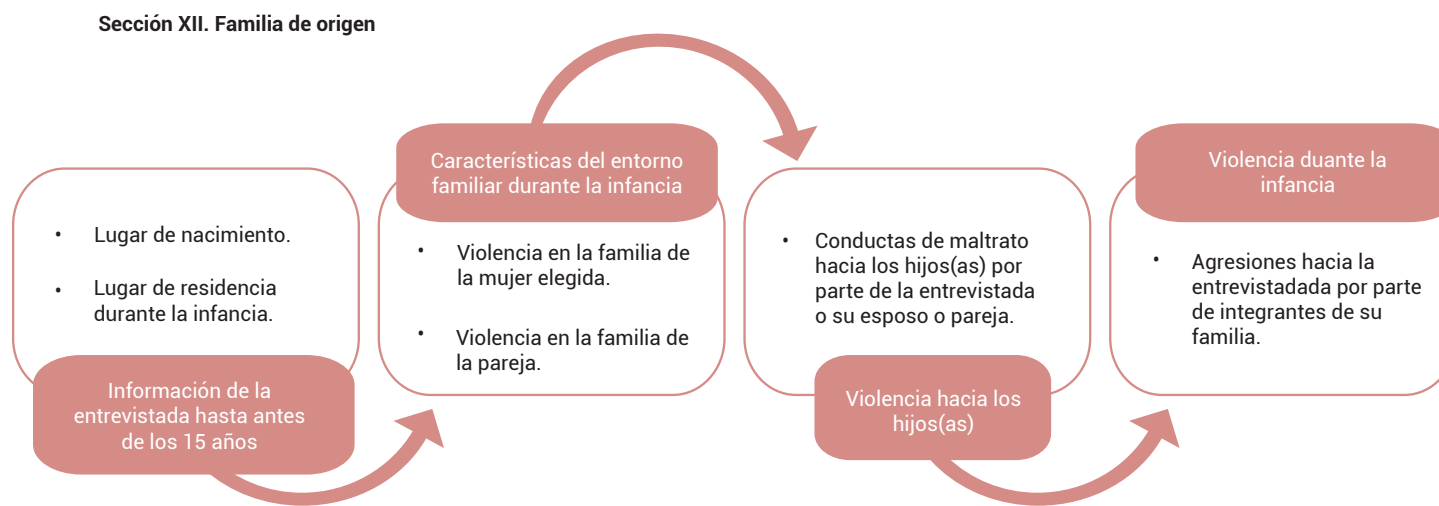 Sección XII. Familia de origen
• Lugar de nacimiento.
• Lugar de residencia
durante la infancia.
Información de la
entrevistada hasta antes
de los 15 años
Características del entorno
familiar durante la infancia
• Violencia en la familia de
la mujer elegida.
• Violencia en la familia de
la pareja.
• Conductas de maltrato
hacia los hijos(as) por
parte de la entrevistada
o su esposo o pareja.
Violencia hacia los
hijos(as)
Violencia duante la
infancia
• Agresiones hacia la
entrevistadada por parte
de integrantes de su
familia.